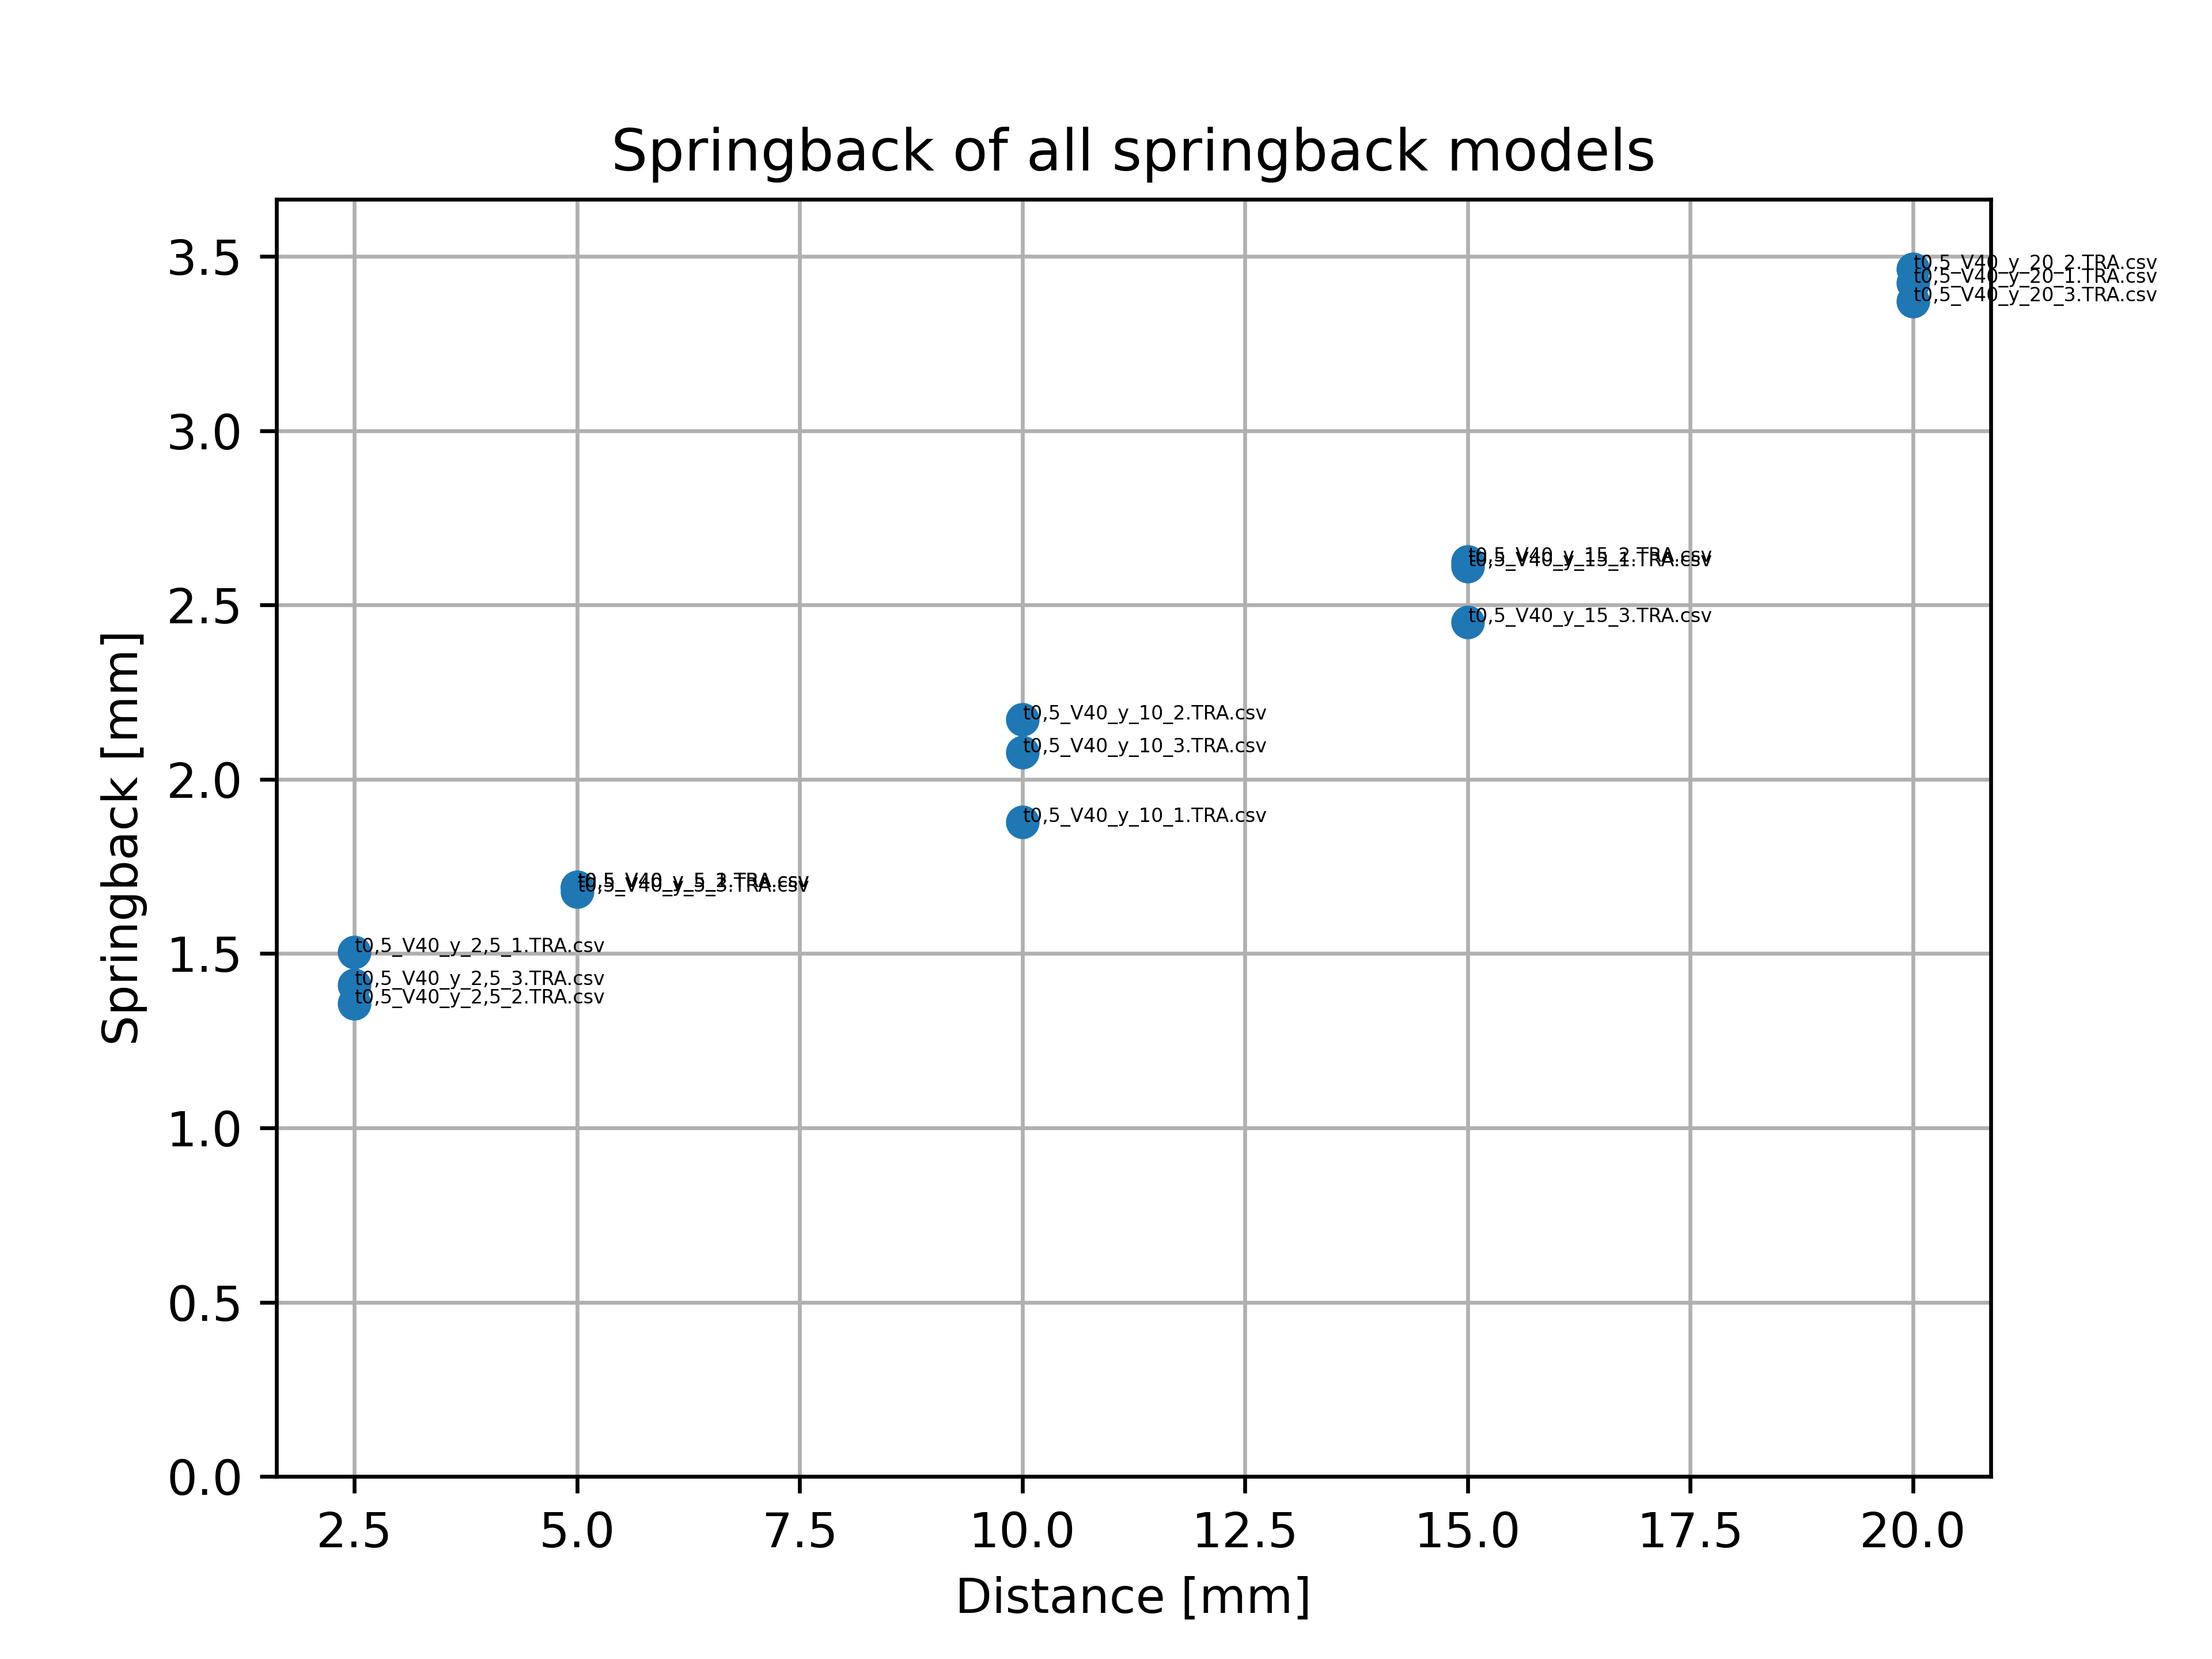 Springback of all springback models
3.5
t0,5_V40_y_20_2.TRA.csv
t0,5_V40_y_20_1.TRA.csv
t0,5_V40_y_20_3.TRA.csv
3.0
t0,5_V40_y_15_2.TRA.csv
t0,5_V40_y_15_1.TRA.csv
2.5
t0,5_V40_y_15_3.TRA.csv
t0,5_V40_y_10_2.TRA.csv
t0,5_V40_y_10_3.TRA.csv
2.0
t0,5_V40_y_10_1.TRA.csv
t0,5_V40_y_5_3.TRA.csv
1.5
t0,5_V40_y_2,5_1.TRA.csv
t0,5_V40_y_2,5_3.TRA.csv
t0,5_V40_y_2,5_2.TRA.csv
1.0
0.5
0.0
Springback [mm]
2.5 5.0 7.5 10.0 12.5 15.0 17.5 20.0
Distance [mm]